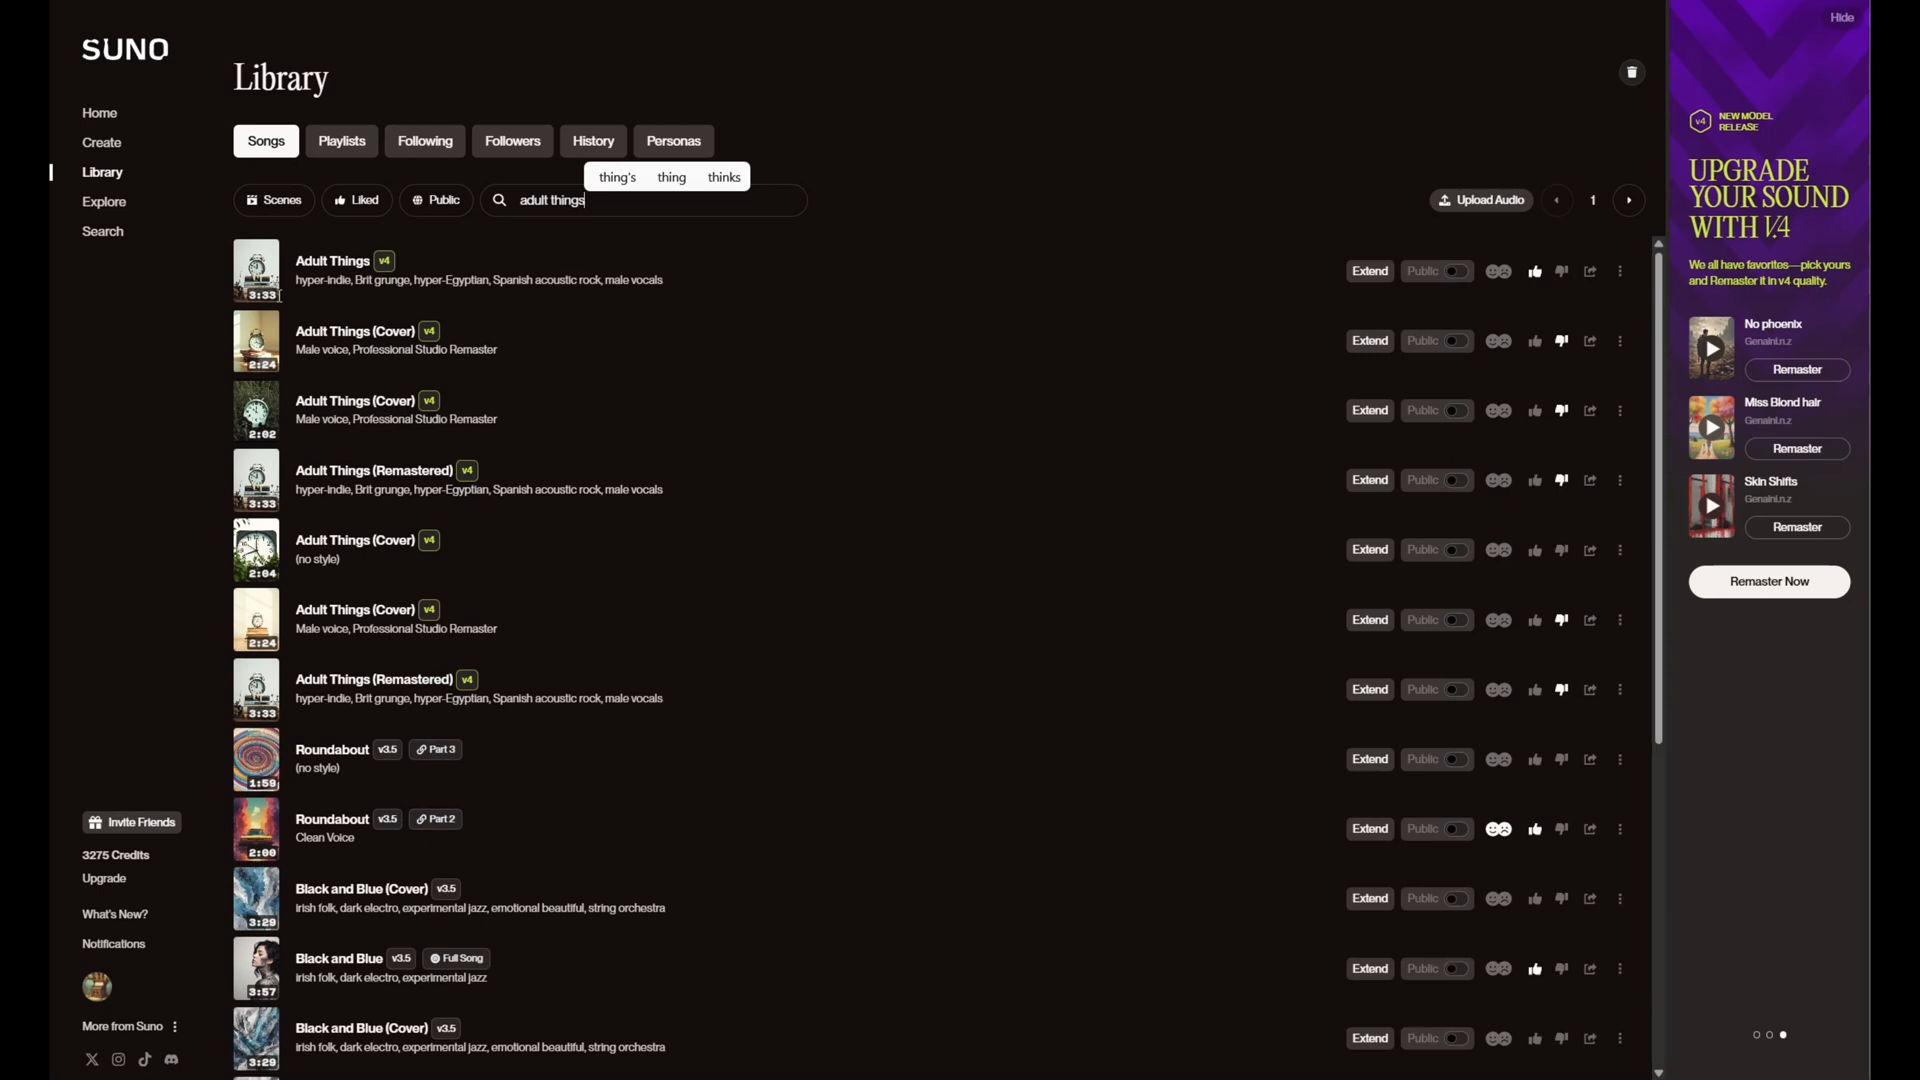 SUNO
Home
Create
Library
Explore
Search
Invite Friends
3275 Credits
Upgrade
What's New?
Notifications
More from Suno
Library
Songs Playlists Following Followers History Personas
thing's thing thinks
Scenes Liked Public adult things Upload Audio 1
Adult Things v4
hyper-indie, Brit grunge, hyper-Egyptian, Spanish acoustic rock, male vocals
3:33
Extend Public
Adult Things (Cover) v4
Male voice, Professional Studio Remaster
2:24
Extend Public
Adult Things (Cover) v4
Male voice, Professional Studio Remaster
2:02
Extend Public
Adult Things (Remastered) v4
hyper-indie, Brit grunge, hyper-Egyptian, Spanish acoustic rock, male vocals
3:33
Extend Public
Adult Things (Cover) v4
(no style)
2:04
Extend Public
Adult Things (Cover) v4
Male voice, Professional Studio Remaster
2:24
Extend Public
Adult Things (Remastered) v4
hyper-indie, Brit grunge, hyper-Egyptian, Spanish acoustic rock, male vocals
3:33
Extend Public
Roundabout v3.5 Part 3
(no style)
1:59
Extend Public
Roundabout v3.5 Part 2
Clean Voice
2:00
Extend Public
Black and Blue (Cover) v3.5
irish folk, dark electro, experimental jazz, emotional beautiful, string orchestra
3:29
Extend Public
Black and Blue v3.5 Full Song
irish folk, dark electro, experimental jazz
3:57
Extend Public
Black and Blue (Cover) v3.5
irish folk, dark electro, experimental jazz, emotional beautiful, string orchestra
3:29
Extend Public
Hide
v4 NEW MODEL
RELEASE
UPGRADE
YOUR SOUND
WITH V.4
We all have favorites—pick yours
and Remaster it in v4 quality.
No phoenix
Genaini.n.z
Remaster
Miss Blond hair
Genaini.n.z
Remaster
Skin Shifts
Genaini.n.z
Remaster
Remaster Now